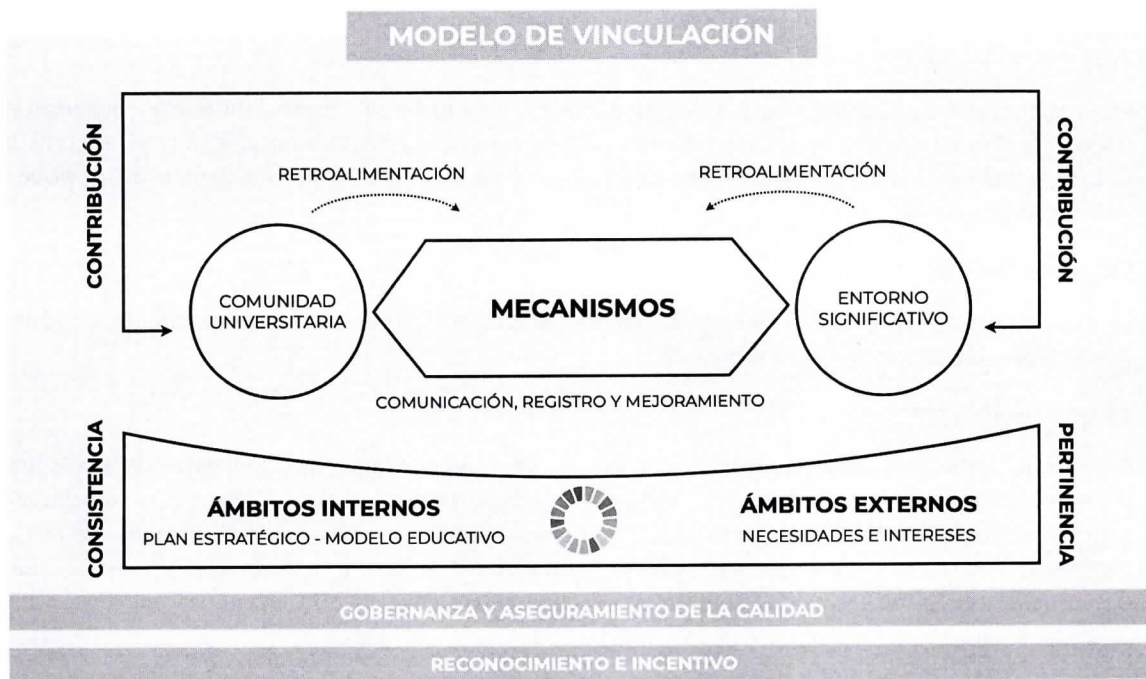 MODELO DE VINCULACIÓN
CONTRIBUCIÓN
CONTRIBUCIÓN
RETROALIMENTACIÓN
RETROALIMENTACIÓN
COMUNIDAD
UNIVERSITARIA
MECANISMOS
ENTORNO
SIGNIFICATIVO
COMUNICACIÓN, REGISTRO Y MEJORAMIENTO
CONSISTENCIA
PERTINENCIA
ÁMBITOS INTERNOS
PLAN ESTRATÉGICO - MODELO EDUCATIVO
ÁMBITOS EXTERNOS
NECESIDADES E INTERESES
GOBERNANZA Y ASEGURAMIENTO DE LA CALIDAD
RECONOCIMIENTO E INCENTIVO